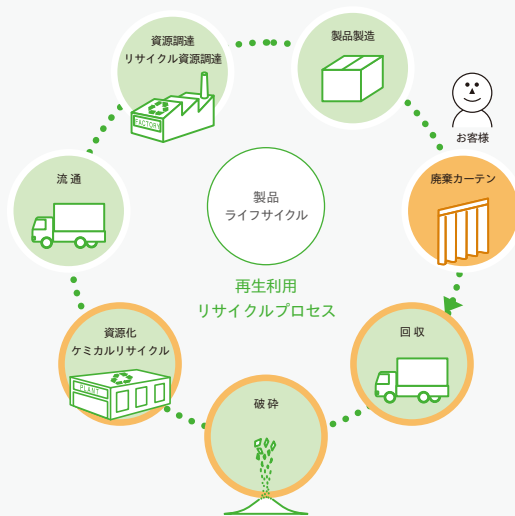 資源調達
リサイクル資源調達
FACTORY
製品製造
お客様
廃棄カーテン
流通
製品
ライフサイクル
再生利用
リサイクルプロセス
回収
資源化
ケミカルリサイクル
PLANT
破砕